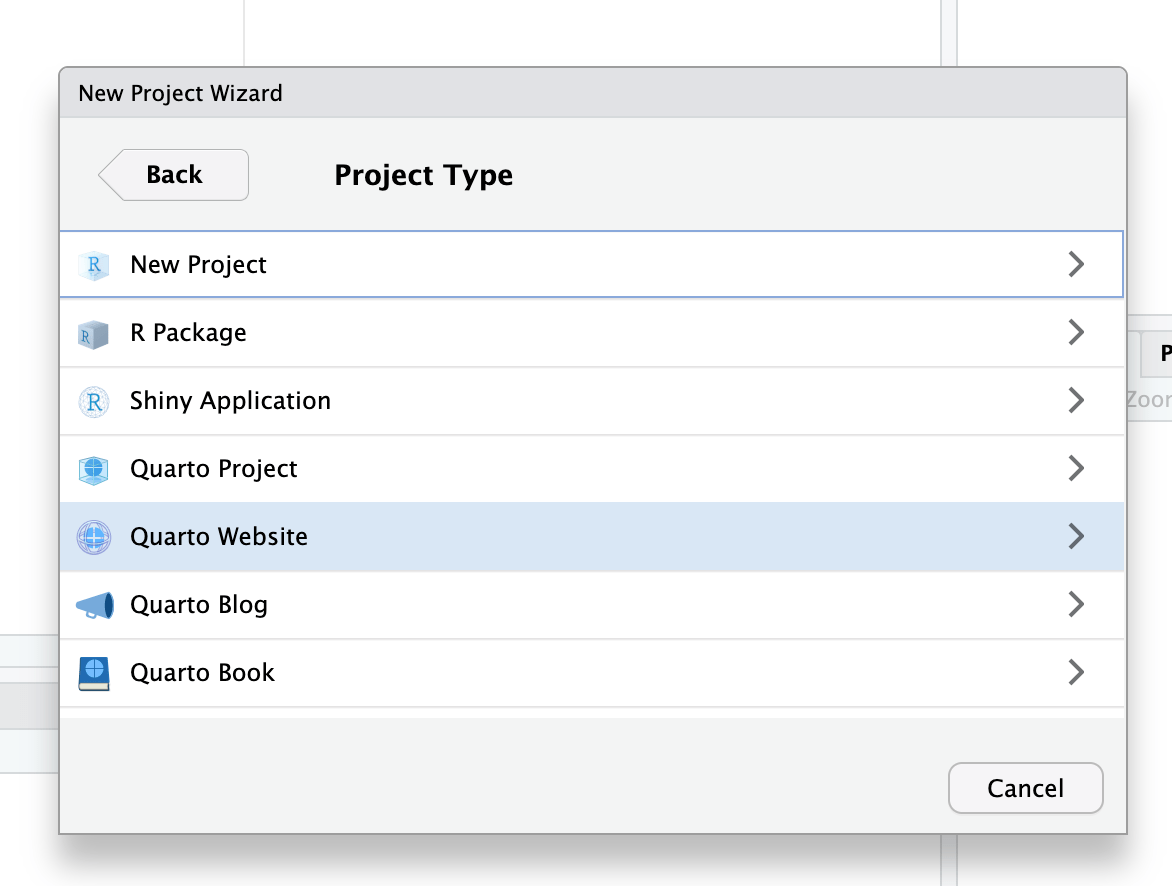 New Project Wizard
Back
Project Type
R New Project
R R Package
R Shiny Application
Quarto Project
Quarto Website
Quarto Blog
Quarto Book
Cancel
P
Zoom